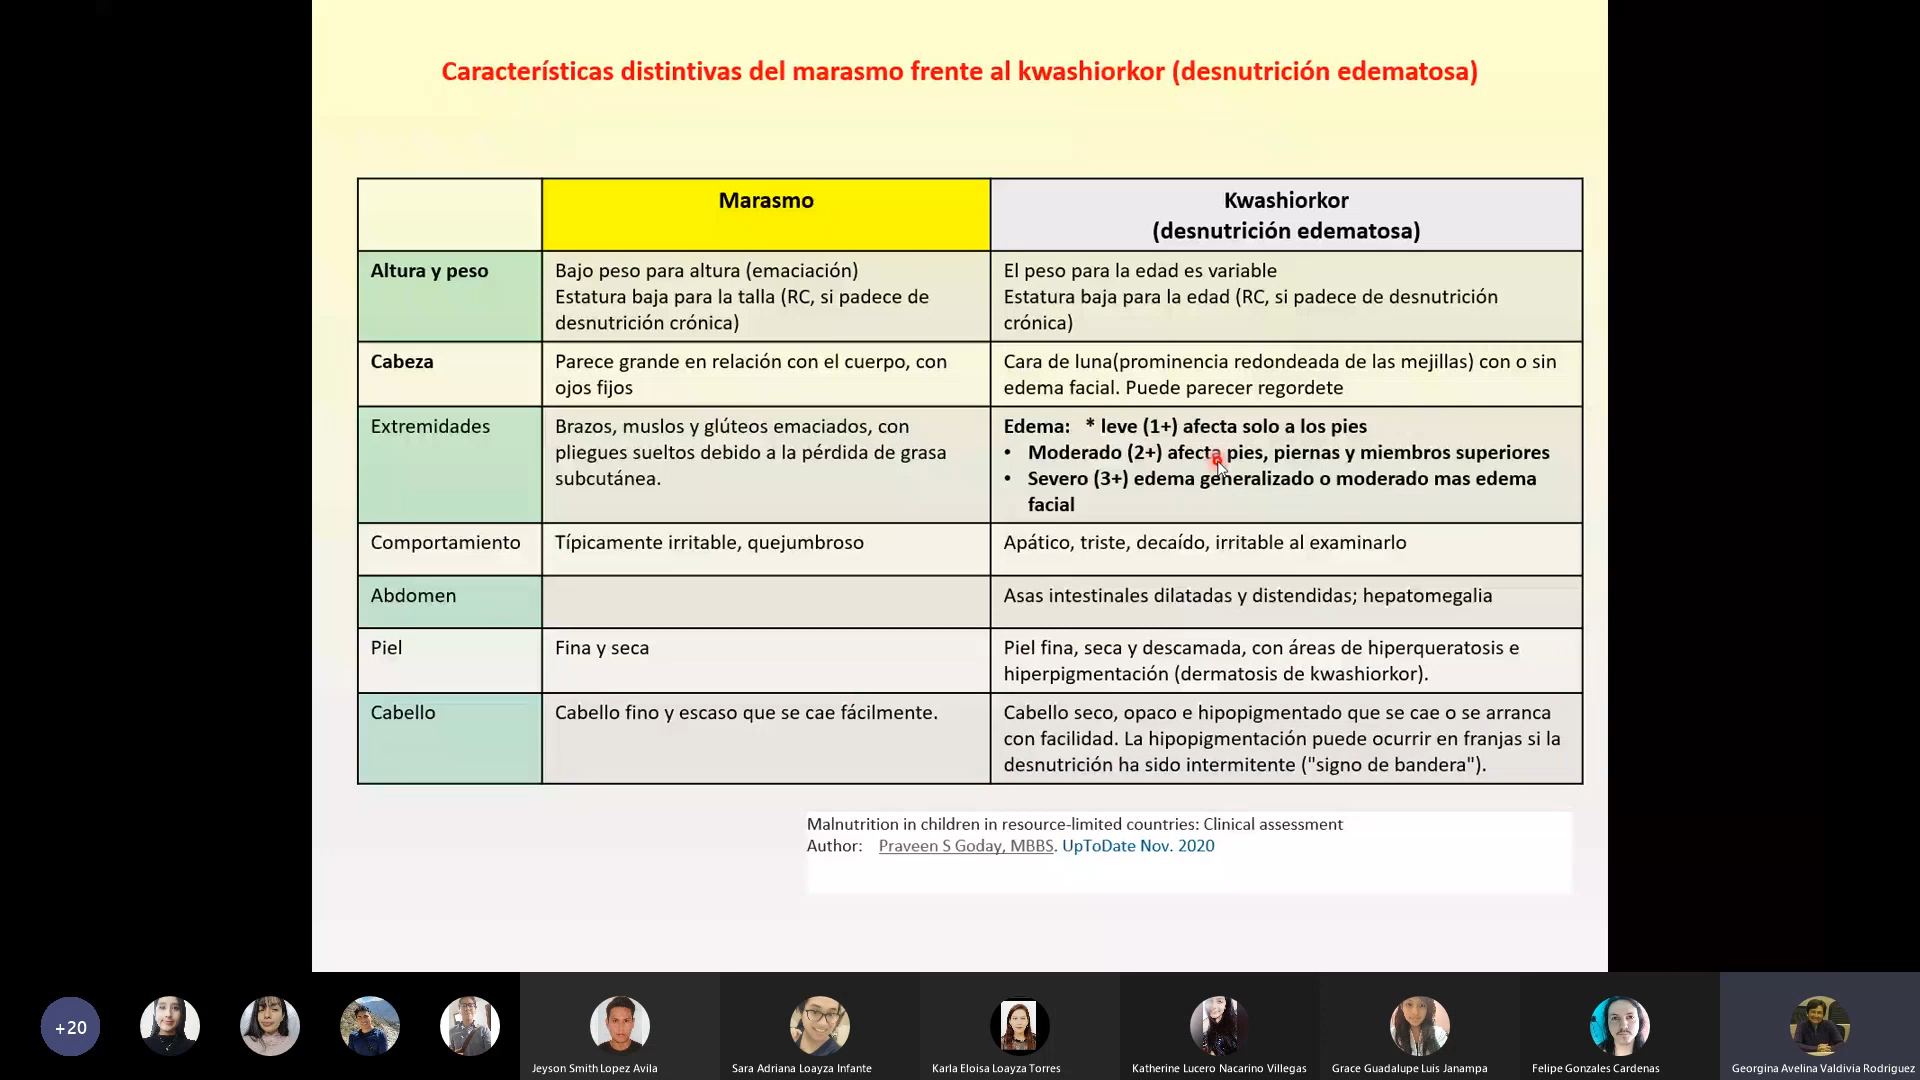 Características distintivas del marasmo frente al kwashiorkor (desnutrición edematosa)
Marasmo
Kwashiorkor
(desnutrición edematosa)
Altura y peso
Bajo peso para altura (emaciación)
Estatura baja para la talla (RC, si padece de
desnutrición crónica)
El peso para la edad es variable
Estatura baja para la edad (RC, si padece de desnutrición
crónica)
Cabeza
Parece grande en relación con el cuerpo, con
ojos fijos
Cara de luna(prominencia redondeada de las mejillas) con o sin
edema facial. Puede parecer regordete
Extremidades
Brazos, muslos y glúteos emaciados, con
pliegues sueltos debido a la pérdida de grasa
subcutánea.
Edema: * leve (1+) afecta solo a los pies
• Moderado (2+) afecta pies, piernas y miembros superiores
• Severo (3+) edema generalizado o moderado mas edema
facial
Comportamiento
Típicamente irritable, quejumbroso
Apático, triste, decaído, irritable al examinarlo
Abdomen
Asas intestinales dilatadas y distendidas; hepatomegalia
Piel
Fina y seca
Piel fina, seca y descamada, con áreas de hiperqueratosis e
hiperpigmentación (dermatosis de kwashiorkor).
Cabello
Cabello fino y escaso que se cae fácilmente.
Cabello seco, opaco e hipopigmentado que se cae o se arranca
con facilidad. La hipopigmentación puede ocurrir en franjas si la
desnutrición ha sido intermitente ("signo de bandera").
Malnutrition in children in resource-limited countries: Clinical assessment
Author: Praveen S Goday, MBBS. UpToDate Nov. 2020
+20
Jeyson Smith Lopez Avila
Sara Adriana Loayza Infante
Karla Eloisa Loayza Torres
Katherine Lucero Nacarino Villegas
Grace Guadalupe Luis Janampa
Felipe Gonzales Cardenas
Georgina Avelina Valdivia Rodriguez